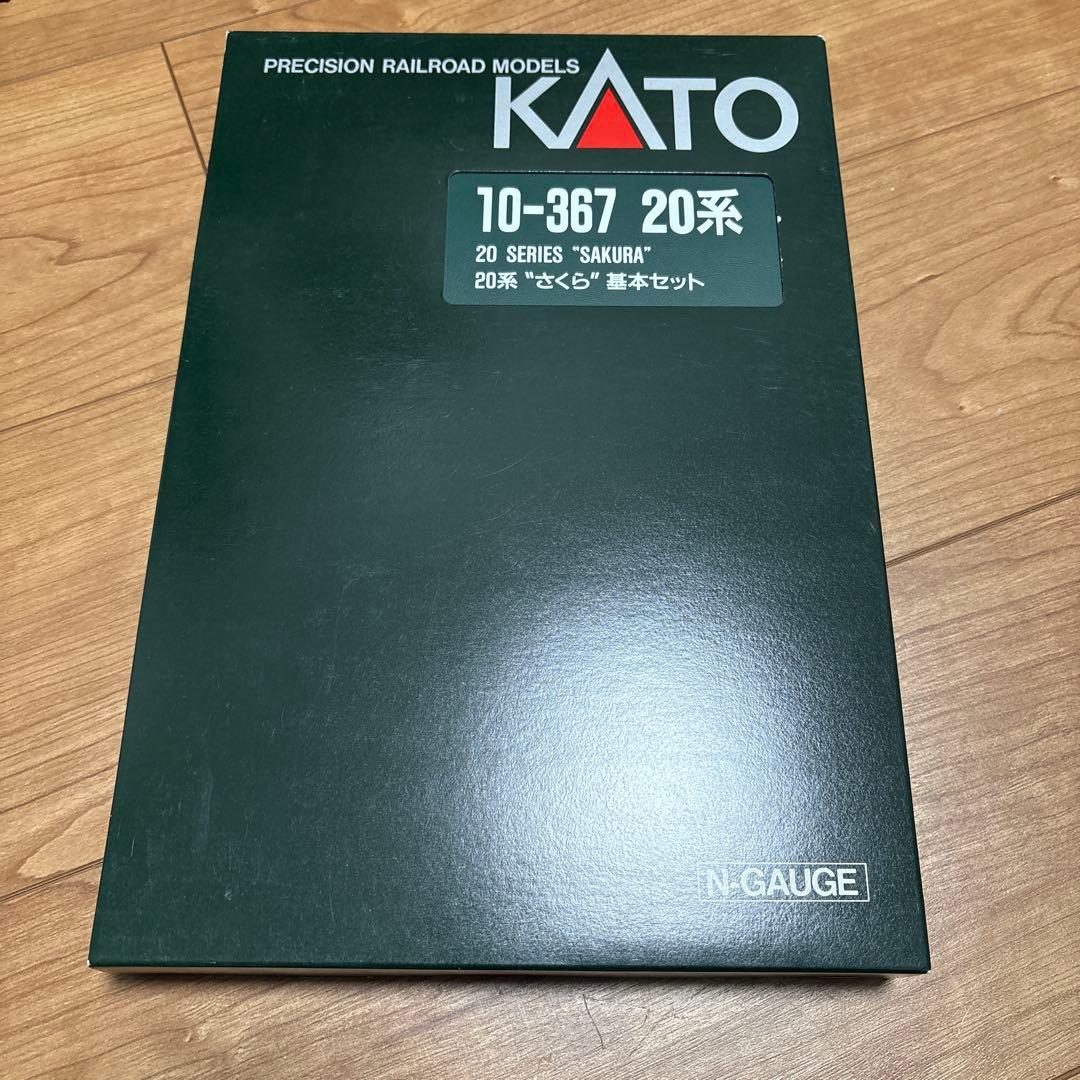 PRECISION RAILROAD MODELS
KATO
10-367 20系
20 SERIES "SAKURA"
20系 "さくら" 基本セット
N-GAUGE